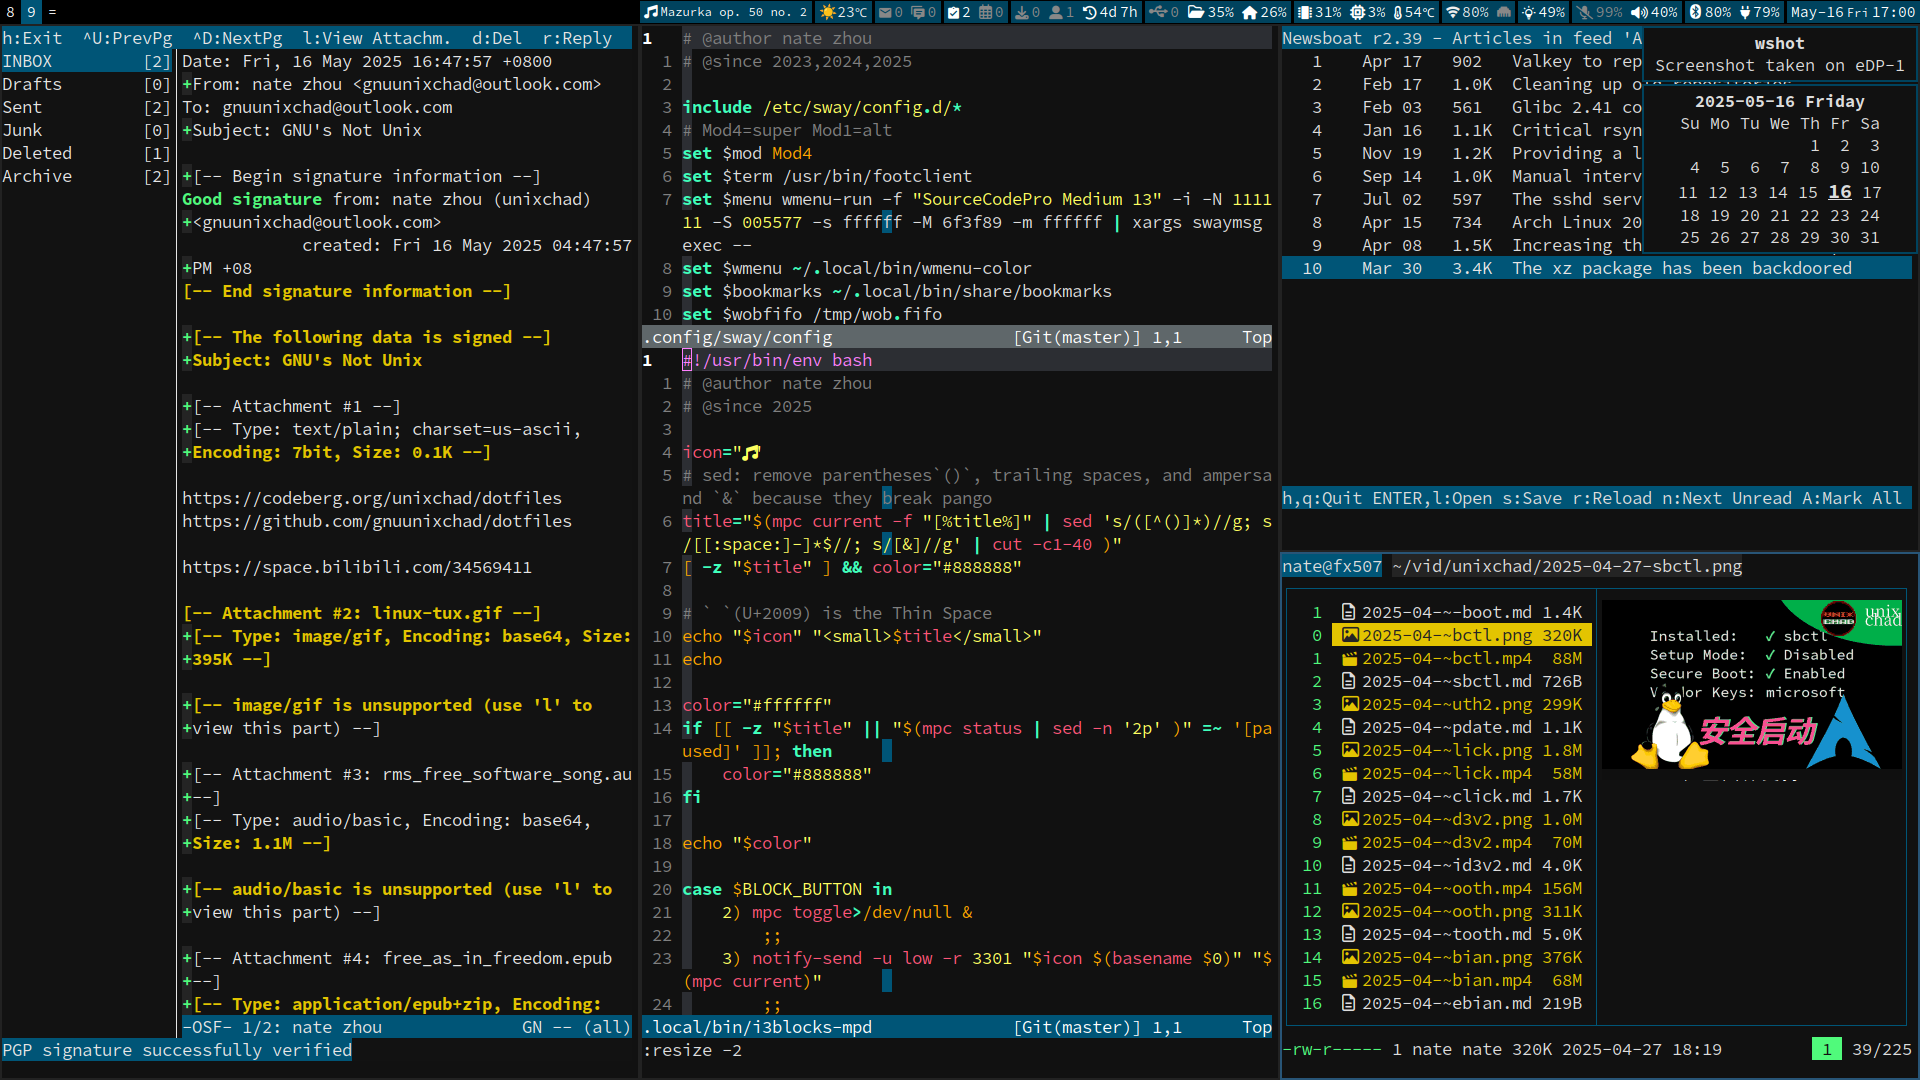 8 9 = Mazurka op. 50 no. 2 23℃ 0 0 2 0 0 1 4d 7h 0 35% 26% 31% 3% 54℃ 80% 49% 99% 40% 80% 79% May-16 Fri 17:00
h:Exit ^U:PrevPg ^D:NextPg l:View Attachm. d:Del r:Reply
INBOX [2]
Drafts [0]
Sent [2]
Junk [0]
Deleted [1]
Archive [2]
Date: Fri, 16 May 2025 16:47:57 +0800
+From: nate zhou <gnuunixchad@outlook.com>
To: gnuunixchad@outlook.com
+Subject: GNU's Not Unix
+[-- Begin signature information --]
Good signature from: nate zhou (unixchad)
+<gnuunixchad@outlook.com>
created: Fri 16 May 2025 04:47:57
+PM +08
[-- End signature information --]
+[-- The following data is signed --]
+Subject: GNU's Not Unix
+[-- Attachment #1 --]
+[-- Type: text/plain; charset=us-ascii,
+Encoding: 7bit, Size: 0.1K --]
https://codeberg.org/unixchad/dotfiles
https://github.com/gnuunixchad/dotfiles
https://space.bilibili.com/34569411
[-- Attachment #2: linux-tux.gif --]
+[-- Type: image/gif, Encoding: base64, Size:
+395K --]
+[-- image/gif is unsupported (use 'l' to
+view this part) --]
+[-- Attachment #3: rms_free_software_song.au
+--]
+[-- Type: audio/basic, Encoding: base64,
+Size: 1.1M --]
+[-- audio/basic is unsupported (use 'l' to
+view this part) --]
+[-- Attachment #4: free_as_in_freedom.epub
+--]
+[-- Type: application/epub+zip, Encoding:
-OSF- 1/2: nate zhou GN -- (all)
PGP signature successfully verified
1 # @author nate zhou
1 # @since 2023,2024,2025
2
3 include /etc/sway/config.d/*
4 # Mod4=super Mod1=alt
5 set $mod Mod4
6 set $term /usr/bin/footclient
7 set $menu wmenu-run -f "SourceCodePro Medium 13" -i -N 1111
11 -S 005577 -s ffffff -M 6f3f89 -m ffffff | xargs swaymsg
exec --
8 set $wmenu ~/.local/bin/wmenu-color
9 set $bookmarks ~/.local/bin/share/bookmarks
10 set $wobfifo /tmp/wob.fifo
.config/sway/config [Git(master)] 1,1 Top
1 #!/usr/bin/env bash
1 # @author nate zhou
2 # @since 2025
3
4 icon="🎵"
5 # sed: remove parentheses`()`, trailing spaces, and ampersa
nd `&` because they break pango
6 title="$(mpc current -f "[%title%]" | sed 's/([^()]*)//g; s
/[[:space:]-]*$//; s/[&]//g' | cut -c1-40 )"
7 [ -z "$title" ] && color="#888888"
8
9 # ` `(U+2009) is the Thin Space
10 echo "$icon" "<small>$title</small>"
11 echo
12
13 color="#ffffff"
14 if [[ -z "$title" || "$(mpc status | sed -n '2p' )" =~ '[pa
used]' ]]; then
15 color="#888888"
16 fi
17
18 echo "$color"
19
20 case $BLOCK_BUTTON in
21 2) mpc toggle>/dev/null &
22 ;;
23 3) notify-send -u low -r 3301 "$icon $(basename $0)" "$
(mpc current)"
24 ;;
.local/bin/i3blocks-mpd [Git(master)] 1,1 Top
:resize -2
Newsboat r2.39 - Articles in feed 'A
1 Apr 17 902 Valkey to rep
2 Feb 17 1.0K Cleaning up o
3 Feb 03 561 Glibc 2.41 co
4 Jan 16 1.1K Critical rsyn
5 Nov 19 1.2K Providing a l
6 Sep 14 1.0K Manual interv
7 Jul 02 597 The sshd serv
8 Apr 15 734 Arch Linux 20
9 Apr 08 1.5K Increasing th
10 Mar 30 3.4K The xz package has been backdoored
h,q:Quit ENTER,l:Open s:Save r:Reload n:Next Unread A:Mark All
wshot
Screenshot taken on eDP-1
2025-05-16 Friday
Su Mo Tu We Th Fr Sa
1 2 3
4 5 6 7 8 9 10
11 12 13 14 15 16 17
18 19 20 21 22 23 24
25 26 27 28 29 30 31
nate@fx507 ~/vid/unixchad/2025-04-27-sbctl.png
1 2025-04-~-boot.md 1.4K
0 2025-04-~bctl.png 320K
1 2025-04-~bctl.mp4 88M
2 2025-04-~sbctl.md 726B
3 2025-04-~uth2.png 299K
4 2025-04-~pdate.md 1.1K
5 2025-04-~lick.png 1.8M
6 2025-04-~lick.mp4 58M
7 2025-04-~click.md 1.7K
8 2025-04-~d3v2.png 1.0M
9 2025-04-~d3v2.mp4 70M
10 2025-04-~id3v2.md 4.0K
11 2025-04-~ooth.mp4 156M
12 2025-04-~ooth.png 311K
13 2025-04-~tooth.md 5.0K
14 2025-04-~bian.png 376K
15 2025-04-~bian.mp4 68M
16 2025-04-~ebian.md 219B
unix
chad
Installed: ✓ sbctl
Setup Mode: ✓ Disabled
Secure Boot: ✓ Enabled
Vendor Keys: microsoft
安全启动
-rw-r----- 1 nate nate 320K 2025-04-27 18:19 1 39/225